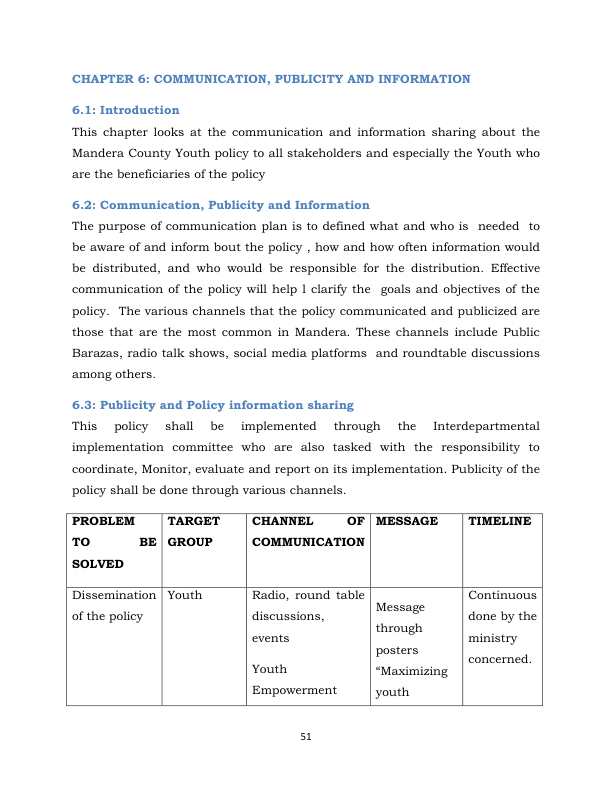 CHAPTER 6: COMMUNICATION, PUBLICITY AND INFORMATION
6.1: Introduction
This chapter looks at the communication and information sharing about the
Mandera County Youth policy to all stakeholders and especially the Youth who
are the beneficiaries of the policy
6.2: Communication, Publicity and Information
The purpose of communication plan is to defined what and who is needed to
be aware of and inform bout the policy , how and how often information would
be distributed, and who would be responsible for the distribution. Effective
communication of the policy will help l clarify the goals and objectives of the
policy. The various channels that the policy communicated and publicized are
those that are the most common in Mandera. These channels include Public
Barazas, radio talk shows, social media platforms and roundtable discussions
among others.
6.3: Publicity and Policy information sharing
This policy shall be implemented through the Interdepartmental
implementation committee who are also tasked with the responsibility to
coordinate, Monitor, evaluate and report on its implementation. Publicity of the
policy shall be done through various channels.
PROBLEM
TO BE
SOLVED
TARGET
GROUP
CHANNEL OF
COMMUNICATION
MESSAGE
TIMELINE
Dissemination
of the policy
Youth
Radio, round table
discussions,
events
Youth
Empowerment
Message
through
posters
“Maximizing
youth
Continuous
done by the
ministry
concerned.
51